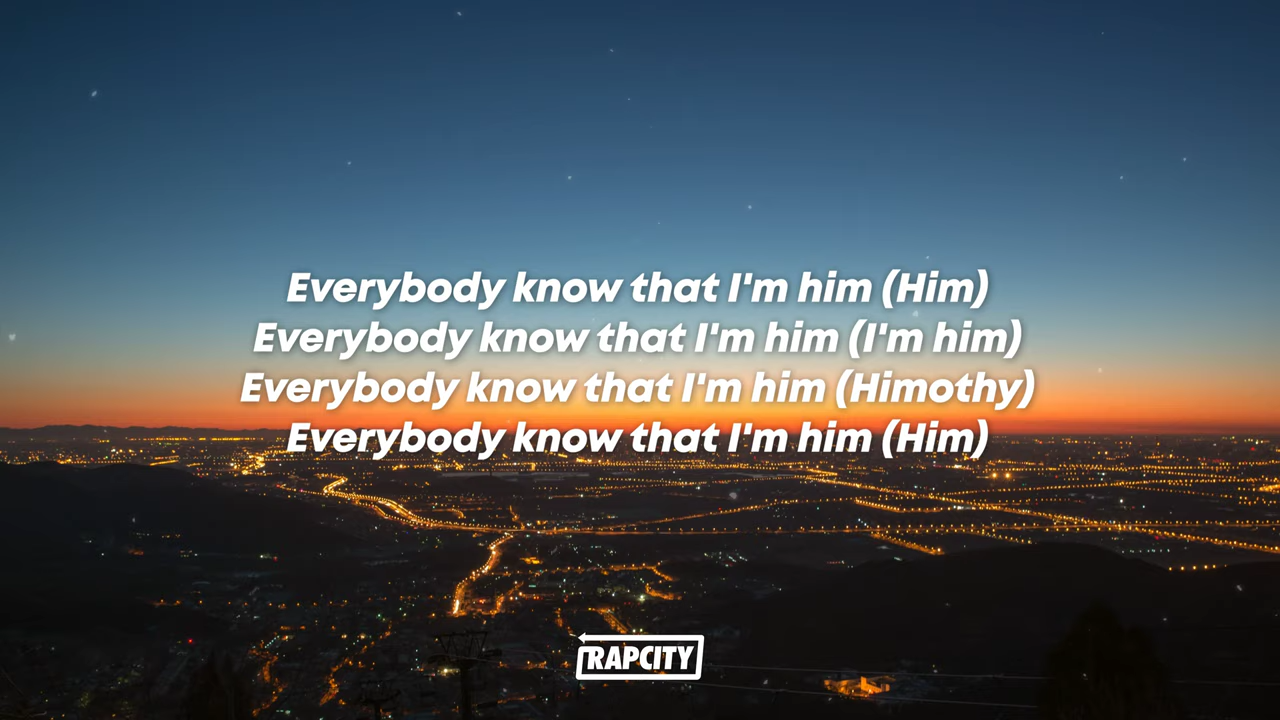 Everybody know that I'm him (Him)
Everybody know that I'm him (I'm him)
Everybody know that I'm him (Himothy)
Everybody know that I'm him (Him)
RAPCITY